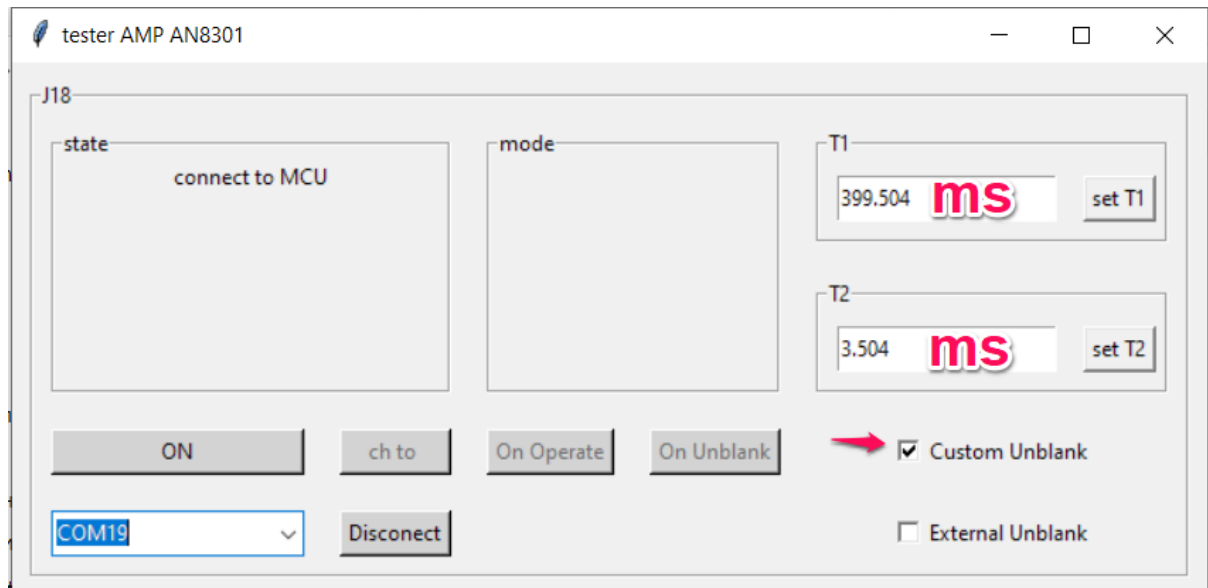 tester AMP AN8301
J18
state
connect to MCU
mode
T1
399.504 ms
set T1
T2
3.504 ms
set T2
ON
ch to
On Operate
On Unblank
Custom Unblank
COM19
Disconect
External Unblank